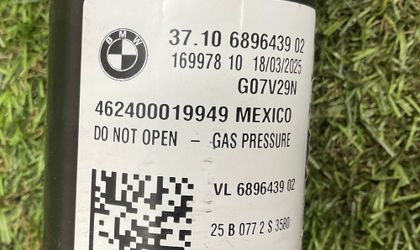 BMW
37.10 6896439 02
169978 10 18/03/2025
G07V29N
462400019949 MEXICO
DO NOT OPEN - GAS PRESSURE
VL 6896439 02
25 B 077 2 S 3580